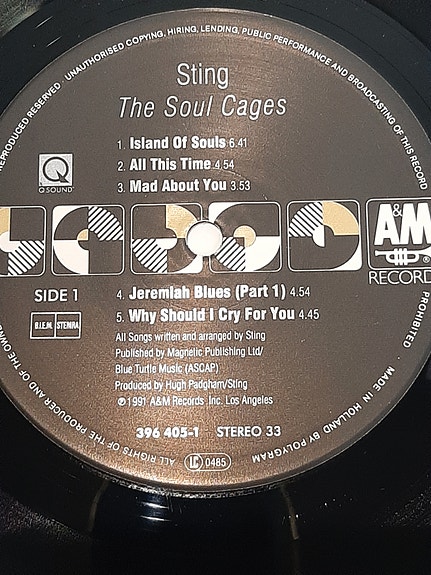 REPRODUCED RESERVED UNAUTHORISED COPYING, HIRING, LENDING, PUBLIC PERFORMANCE AND BROADCASTING OF THIS RECORD PROHIBITED
Sting
The Soul Cages
1. Island Of Souls 6.41
2. All This Time 4.54
3. Mad About You 3.53
Q
QSOUND™
A&M
®
RECORD
SIDE 1
4. Jeremiah Blues (Part 1) 4.54
5. Why Should I Cry For You 4.45
B.I.E.M. STEMRA
All Songs written and arranged by Sting
Published by Magnetic Publishing Ltd/
Blue Turtle Music (ASCAP)
Produced by Hugh Padgham/Sting
℗ 1991 A&M Records, Inc. Los Angeles
396 405-1 STEREO 33
LC 0485
MADE IN HOLLAND BY POLYGRAM
ALL RIGHTS OF THE PRODUCER AND OF THE OWNE